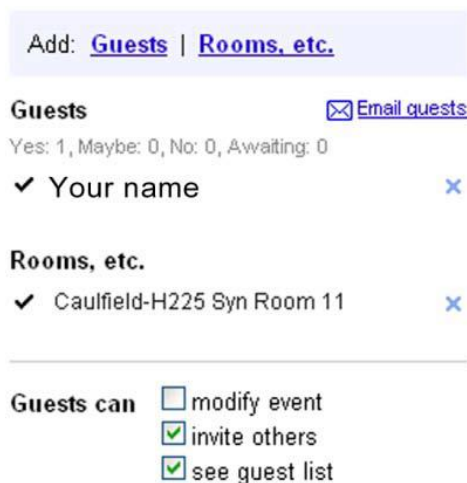 Add: Guests | Rooms, etc.
Guests Email guests
Yes: 1, Maybe: 0, No: 0, Awaiting: 0
Your name
Rooms, etc.
Caulfield-H225 Syn Room 11
Guests can modify event
invite others
see guest list